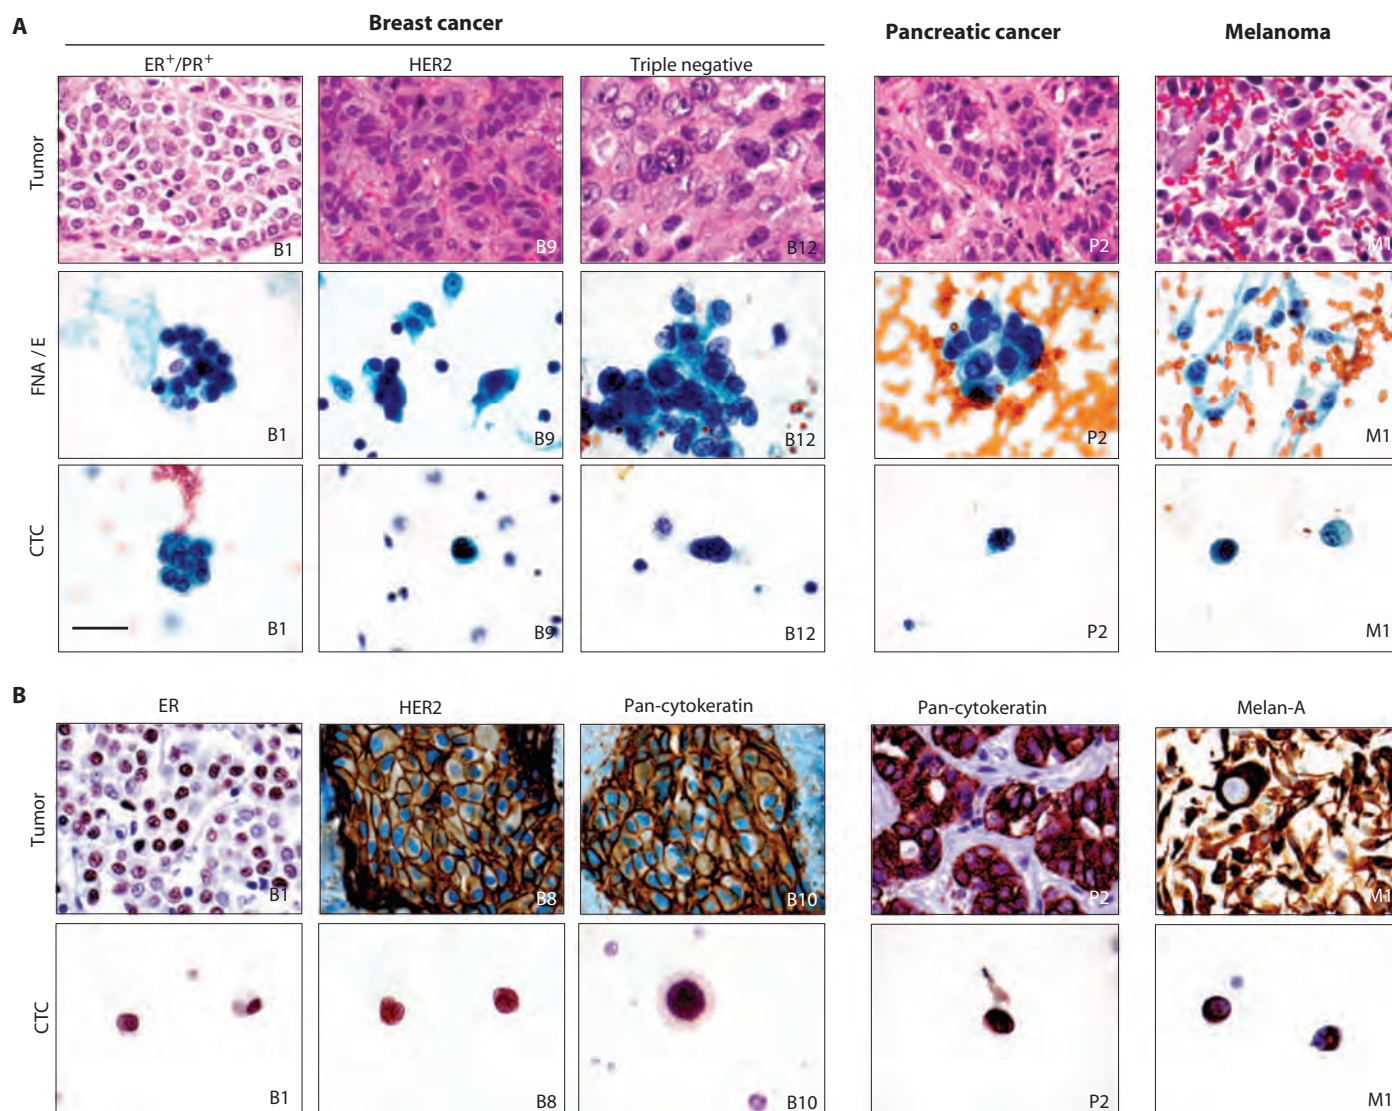 A
Breast cancer
Pancreatic cancer
Melanoma
ER⁺/PR⁺
HER2
Triple negative
Tumor
B1
B9
B12
P2
M1
FNA / E
B1
B9
B12
P2
M1
CTC
B1
B9
B12
P2
M1
B
ER
HER2
Pan-cytokeratin
Pan-cytokeratin
Melan-A
Tumor
B1
B8
B10
P2
M1
CTC
B1
B8
B10
P2
M1